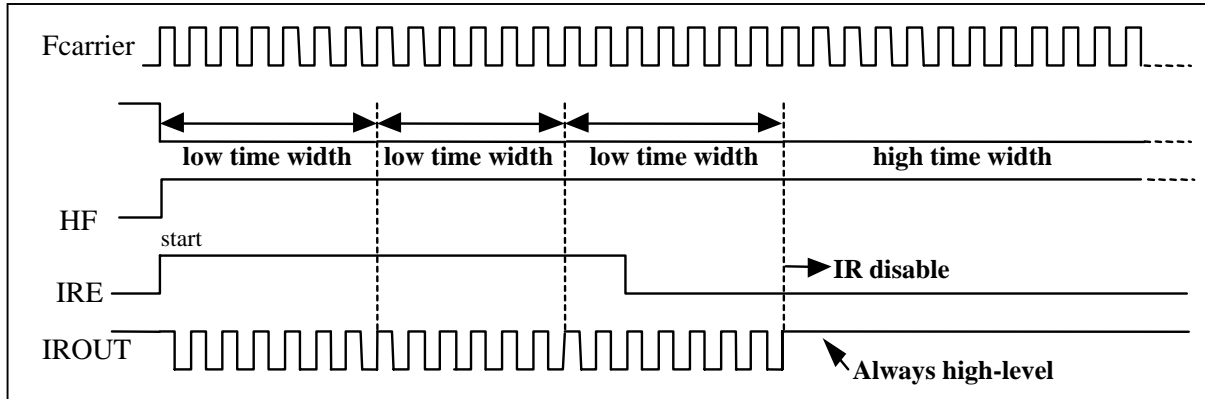 Fcarrier
low time width low time width low time width high time width
HF
start
IRE
IR disable
IROUT
Always high-level